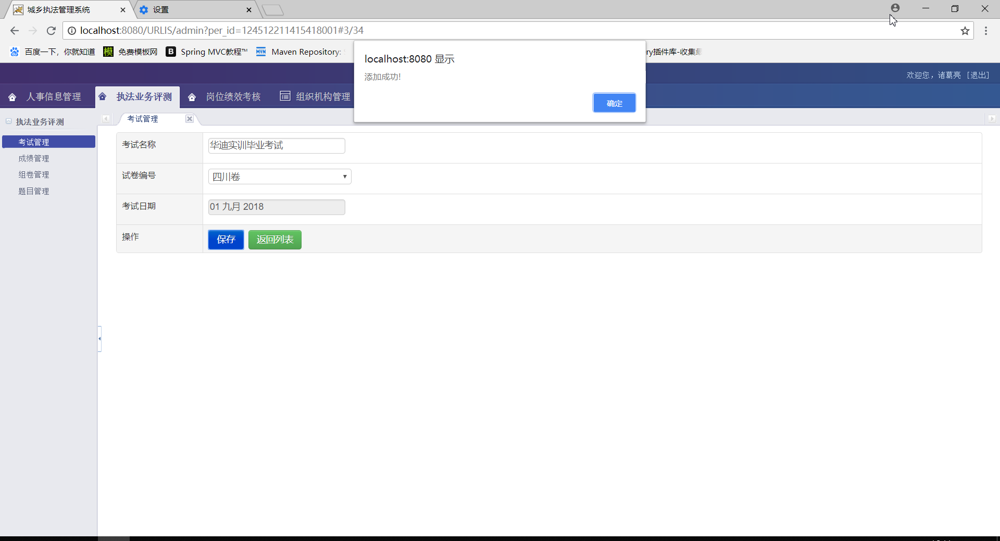 城乡执法管理系统
设置
localhost:8080/URLIS/admin?per_id=124512211415418001#3/34
百度一下，你就知道
模 免费模板网
B Spring MVC教程™
MVN Maven Repository:
ry插件库-收集
localhost:8080 显示
添加成功!
确定
欢迎您，诸葛亮 [退出]
人事信息管理
执法业务评测
岗位绩效考核
组织机构管理
执法业务评测
考试管理
成绩管理
组卷管理
题目管理
考试管理
考试名称
华迪实训毕业考试
试卷编号
四川卷
考试日期
01 九月 2018
操作
保存
返回列表